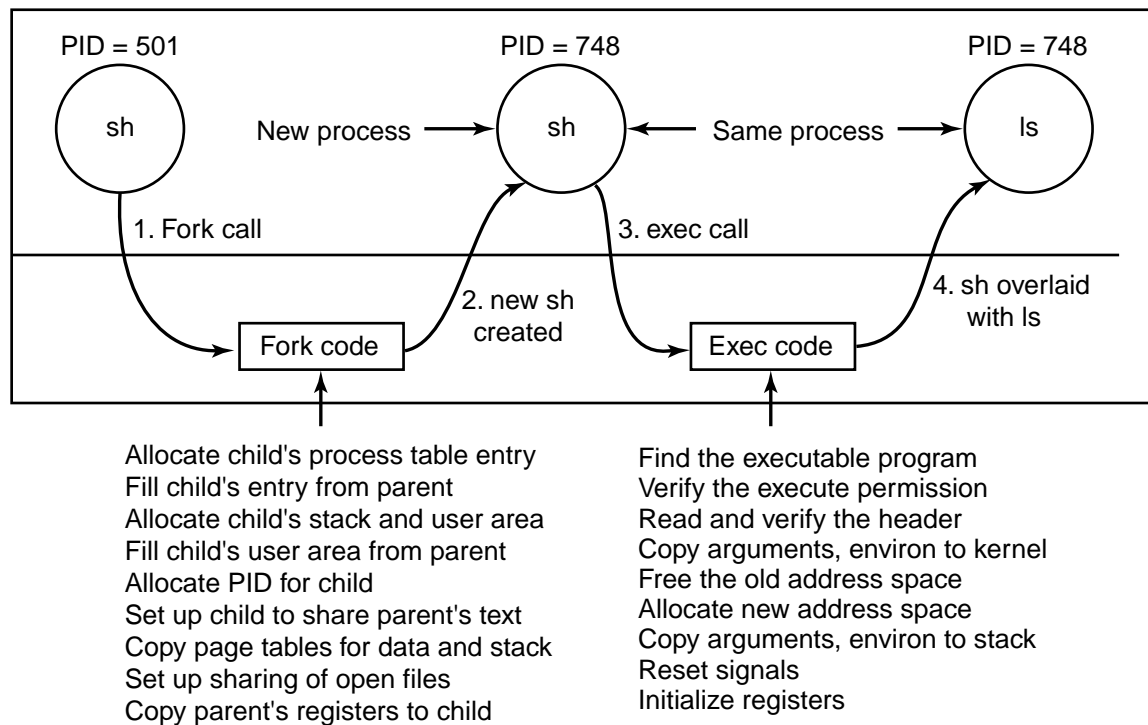 PID = 501
PID = 748
PID = 748
sh
New process
sh
Same process
ls
1. Fork call
3. exec call
2. new sh
created
4. sh overlaid
with ls
Fork code
Exec code
Allocate child's process table entry
Fill child's entry from parent
Allocate child's stack and user area
Fill child's user area from parent
Allocate PID for child
Set up child to share parent's text
Copy page tables for data and stack
Set up sharing of open files
Copy parent's registers to child
Find the executable program
Verify the execute permission
Read and verify the header
Copy arguments, environ to kernel
Free the old address space
Allocate new address space
Copy arguments, environ to stack
Reset signals
Initialize registers